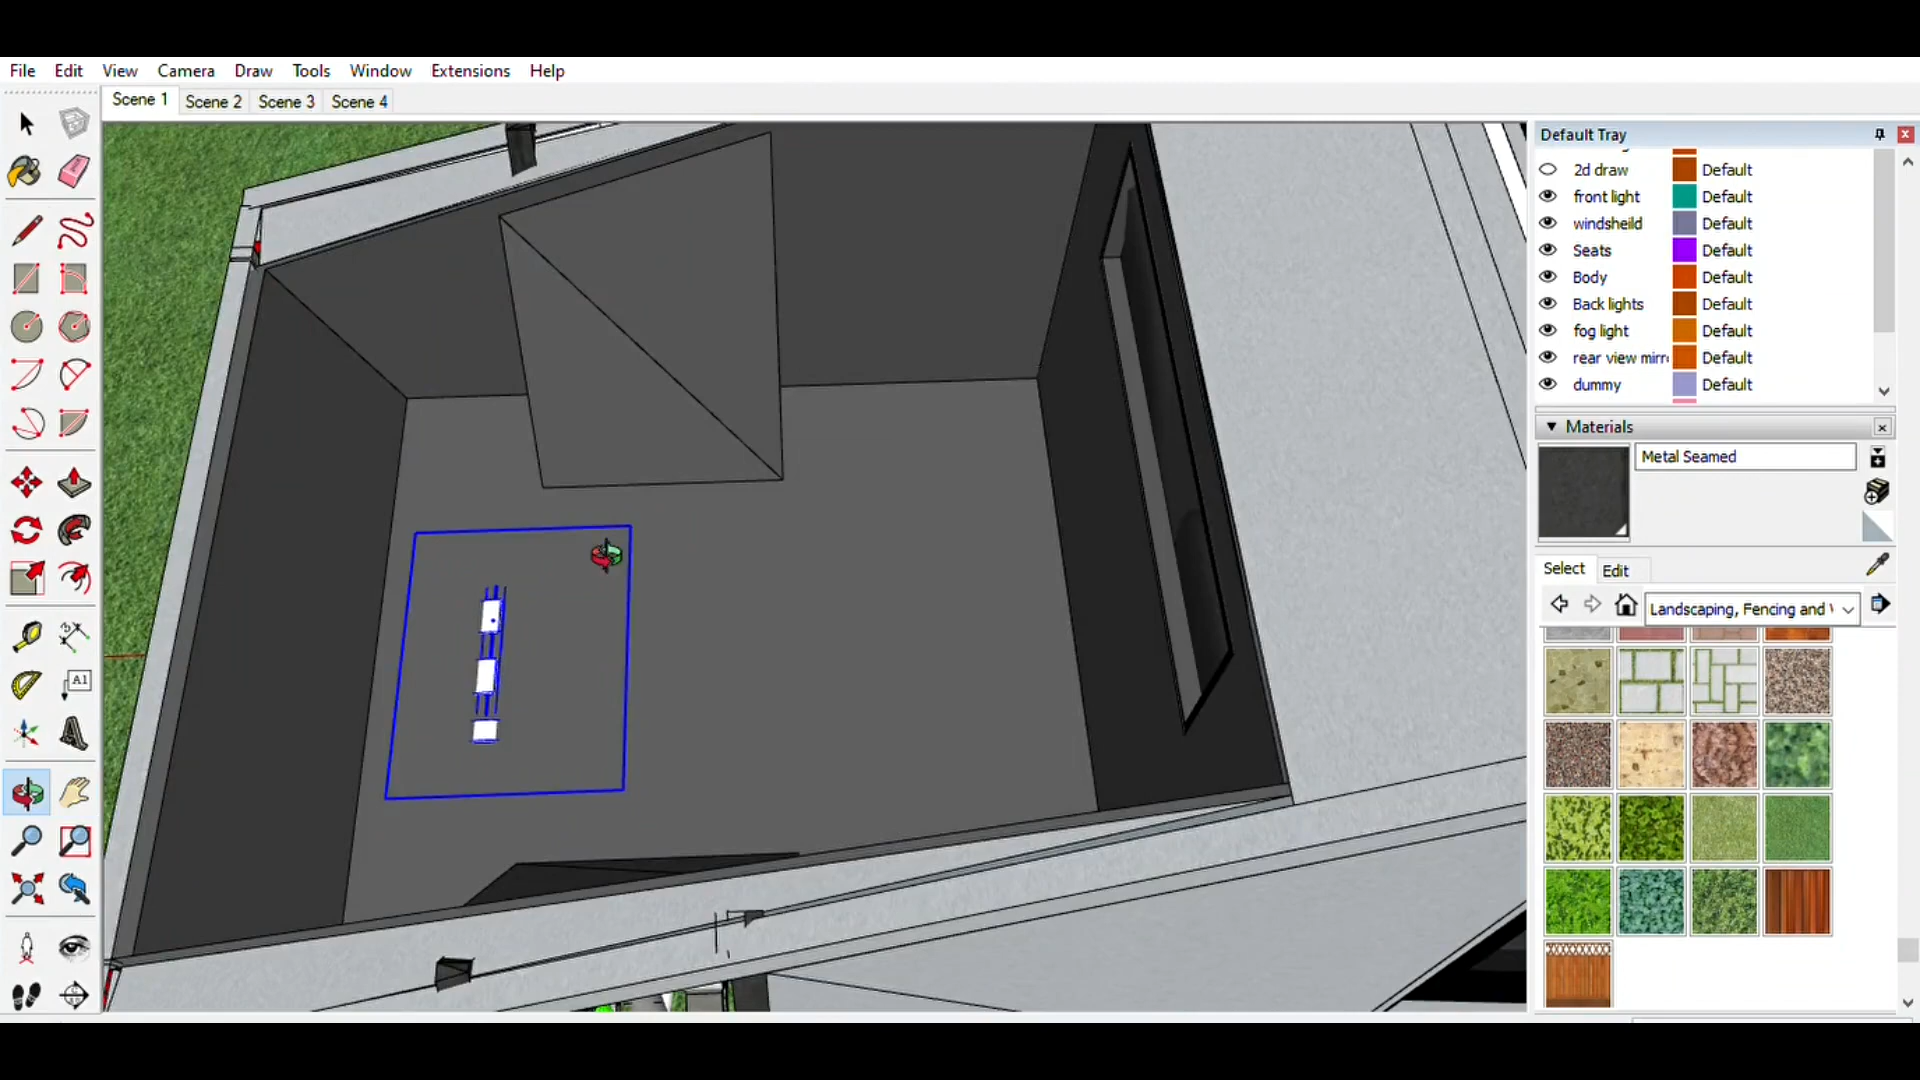 File Edit View Camera Draw Tools Window Extensions Help
Scene 1 Scene 2 Scene 3 Scene 4
Default Tray
2d draw Default
front light Default
windsheild Default
Seats Default
Body Default
Back lights Default
fog light Default
rear view mirr Default
dummy Default
Materials
Metal Seamed
Select Edit
Landscaping, Fencing and
A1